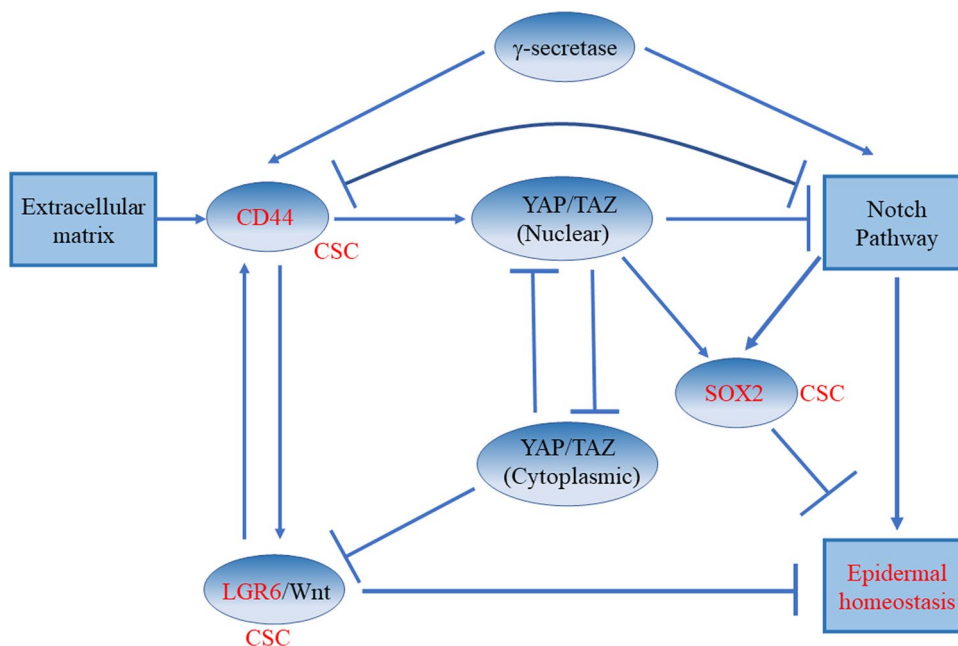 γ-secretase
Extracellular
matrix
CD44
CSC
YAP/TAZ
(Nuclear)
Notch
Pathway
SOX2
CSC
YAP/TAZ
(Cytoplasmic)
LGR6/Wnt
CSC
Epidermal
homeostasis